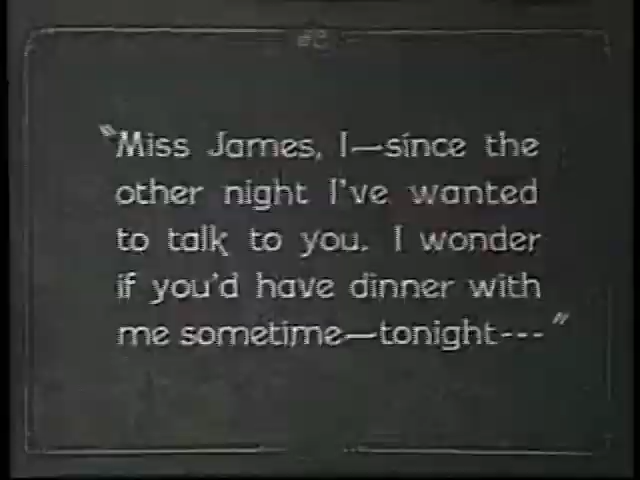 "Miss James, I—since the
other night I've wanted
to talk to you. I wonder
if you'd have dinner with
me sometime—tonight---"